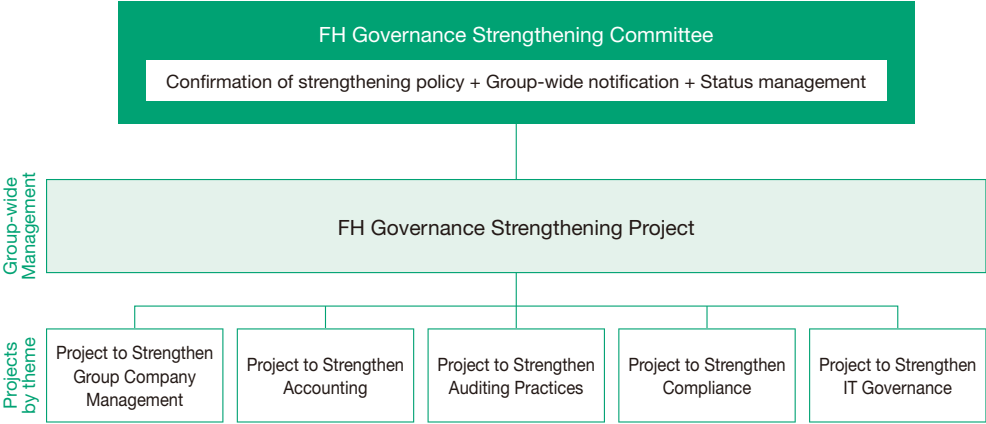 FH Governance Strengthening Committee
Confirmation of strengthening policy + Group-wide notification + Status management
Group-wide
Management
FH Governance Strengthening Project
Projects
by theme
Project to Strengthen
Group Company
Management
Project to Strengthen
Accounting
Project to Strengthen
Auditing Practices
Project to Strengthen
Compliance
Project to Strengthen
IT Governance